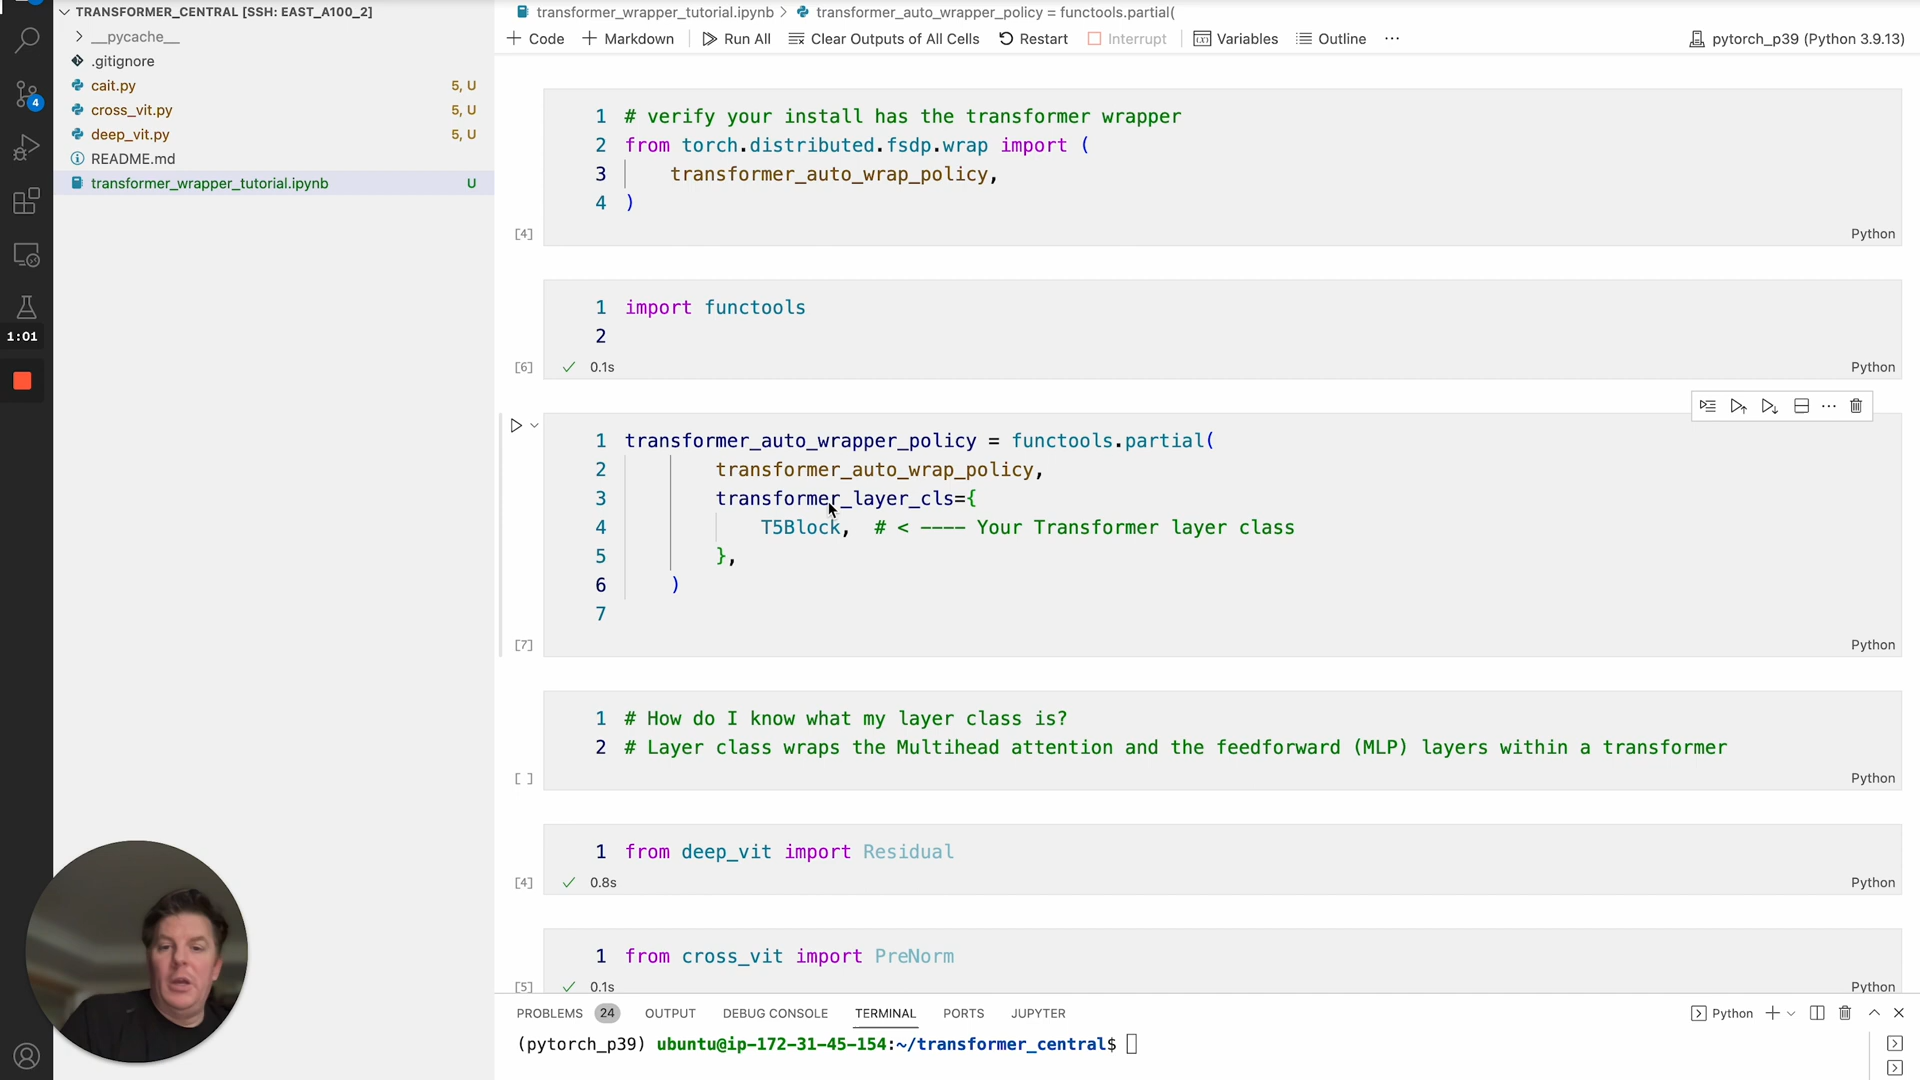 TRANSFORMER_CENTRAL [SSH: EAST_A100_2]
__pycache__
.gitignore
cait.py 5, U
cross_vit.py 5, U
deep_vit.py 5, U
README.md
transformer_wrapper_tutorial.ipynb U
4
1:01
transformer_wrapper_tutorial.ipynb > transformer_auto_wrapper_policy = functools.partial(
+ Code + Markdown Run All Clear Outputs of All Cells Restart Interrupt Variables Outline ... pytorch_p39 (Python 3.9.13)
1 # verify your install has the transformer wrapper
2 from torch.distributed.fsdp.wrap import (
3 transformer_auto_wrap_policy,
4 )
[4] Python
1 import functools
2
[6] 0.1s Python
1 transformer_auto_wrapper_policy = functools.partial(
2 transformer_auto_wrap_policy,
3 transformer_layer_cls={
4 T5Block, # < ---- Your Transformer layer class
5 },
6 )
7
[7] Python
1 # How do I know what my layer class is?
2 # Layer class wraps the Multihead attention and the feedforward (MLP) layers within a transformer
[ ] Python
1 from deep_vit import Residual
[4] 0.8s Python
1 from cross_vit import PreNorm
[5] 0.1s Python
PROBLEMS 24 OUTPUT DEBUG CONSOLE TERMINAL PORTS JUPYTER Python
(pytorch_p39) ubuntu@ip-172-31-45-154:~/transformer_central$